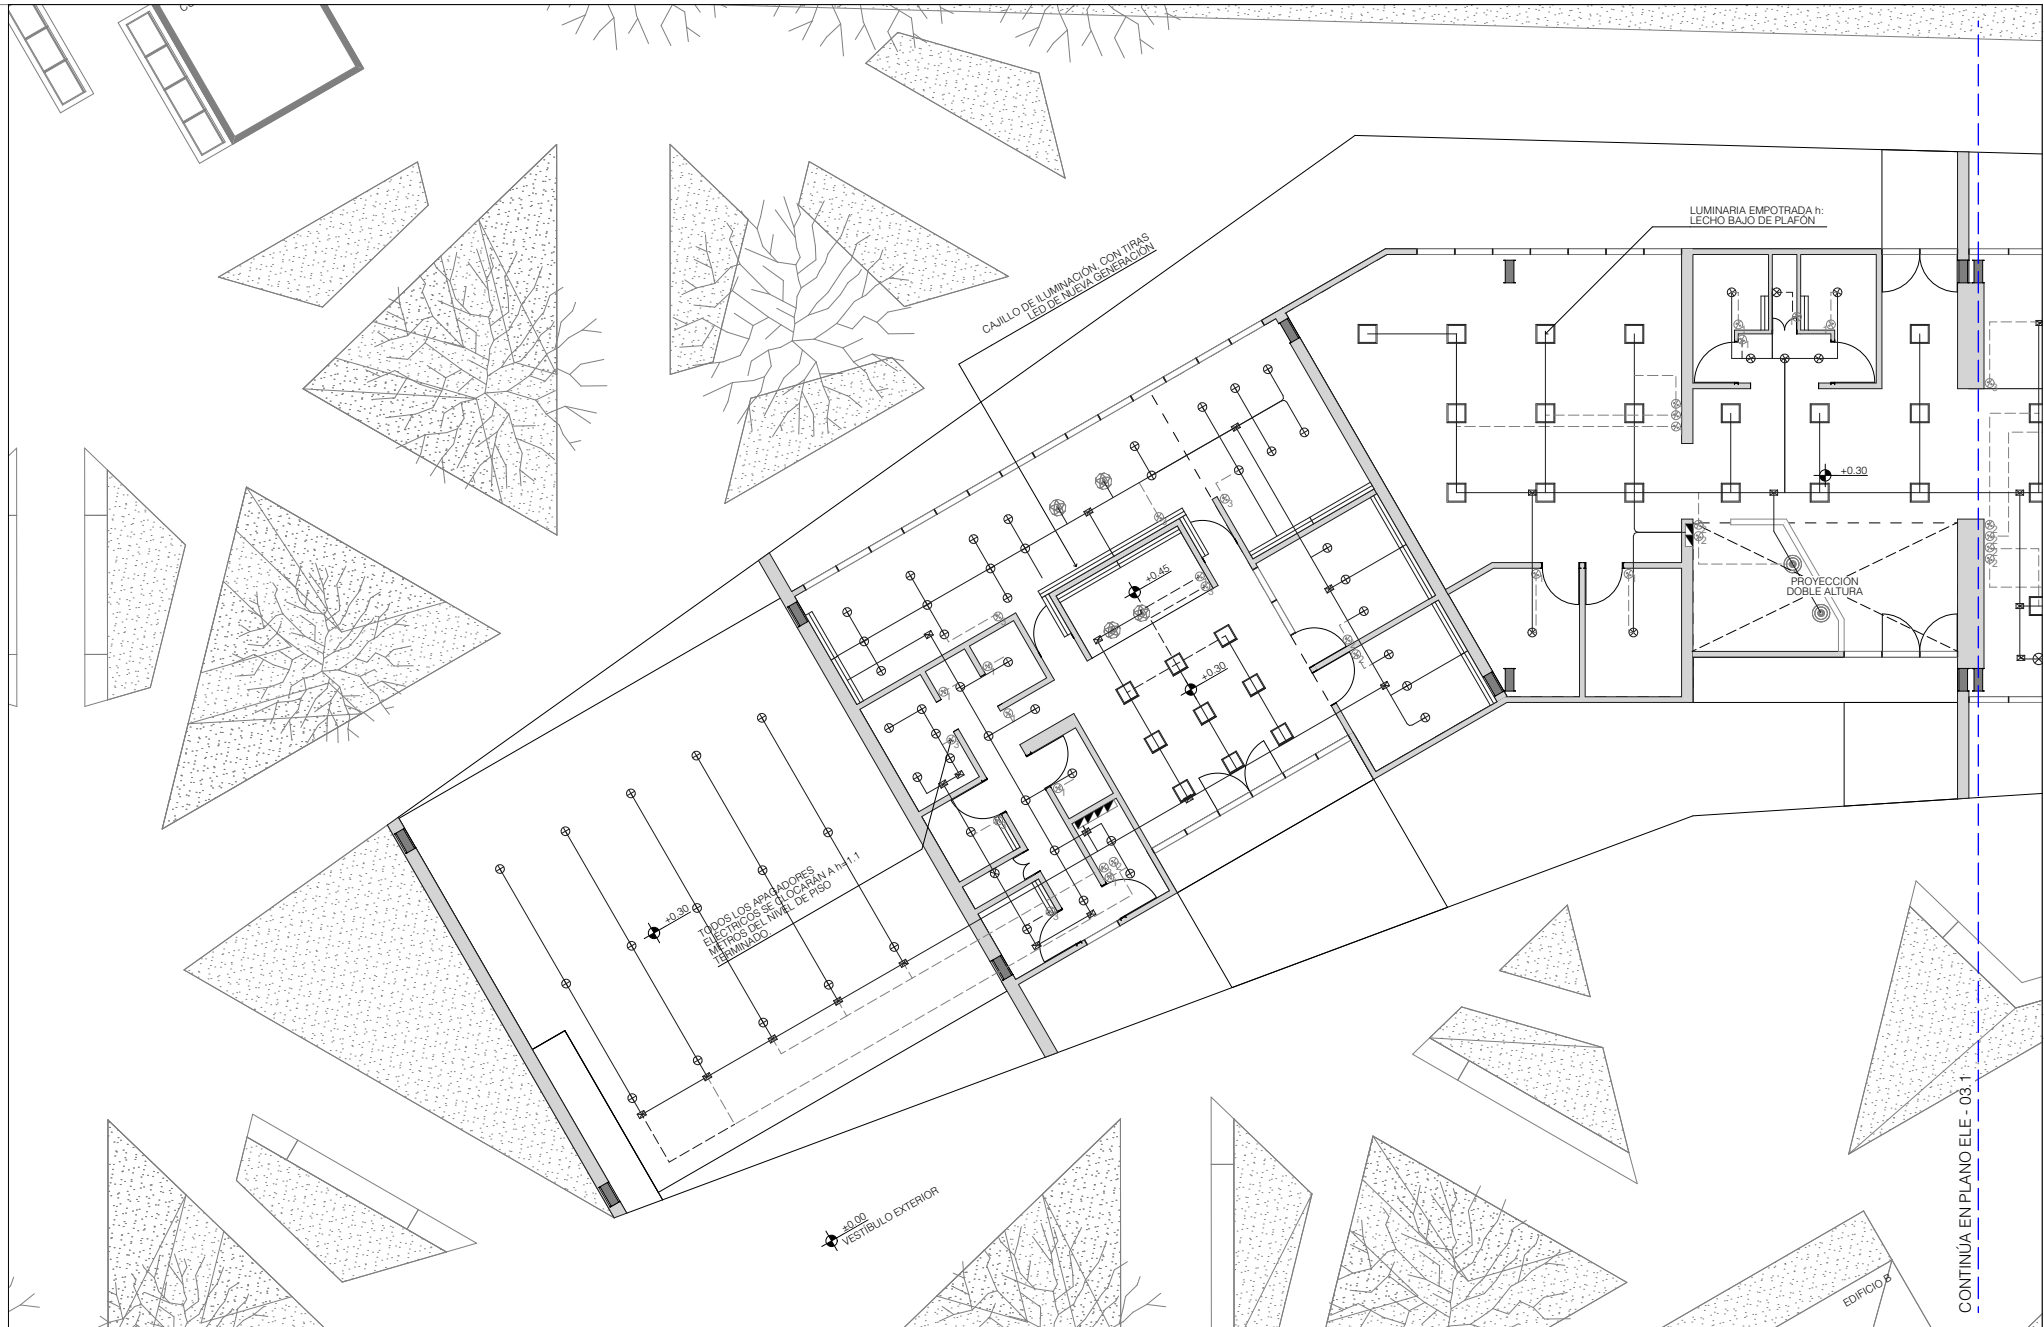 LUMINARIA EMPOTRADA h:
LECHO BAJO DE PLAFÓN
CAJILLO DE ILUMINACIÓN, CON TIRAS
LED DE NUEVA GENERACIÓN
+0.30
+0.45
PROYECCIÓN
DOBLE ALTURA
+0.30
+0.30
TODOS LOS APAGADORES
ELÉCTRICOS SE CLOCARÁN A h=1.1
METROS DEL NIVEL DE PISO
TERMINADO.
±0.00
VESTÍBULO EXTERIOR
EDIFICIO B
CONTINÚA EN PLANO ELE - 03.1